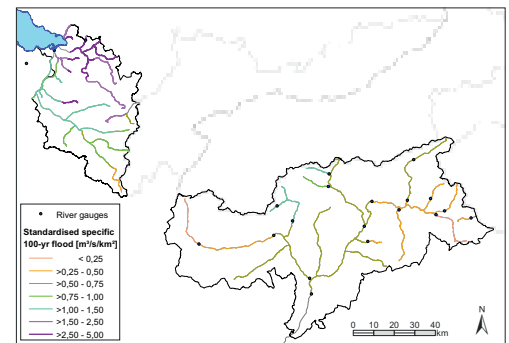 River gauges
Standardised specific
100-yr flood [m³/s/km²]
< 0,25
>0,25 - 0,50
>0,50 - 0,75
>0,75 - 1,00
>1,00 - 1,50
>1,50 - 2,50
>2,50 - 5,00
N
0 10 20 30 40
km